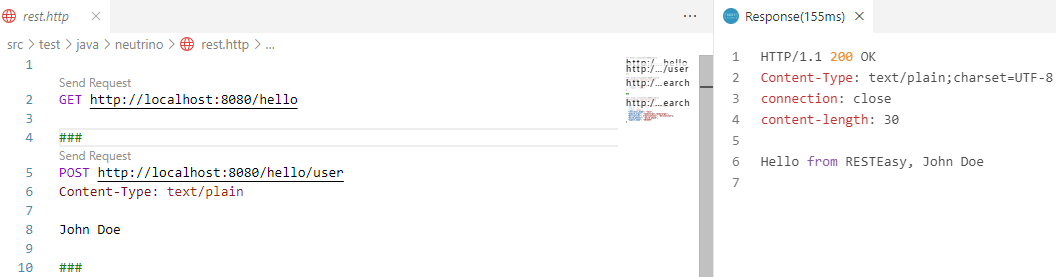 rest.http
src > test > java > neutrino > rest.http > ...
1
Send Request
2 GET http://localhost:8080/hello
3
4 ###
Send Request
5 POST http://localhost:8080/hello/user
6 Content-Type: text/plain
7
8 John Doe
9
10 ###
http:/...hello
http:/.../user
http:/...earch
http:/...earch
Response(155ms)
1 HTTP/1.1 200 OK
2 Content-Type: text/plain;charset=UTF-8
3 connection: close
4 content-length: 30
5
6 Hello from RESTEasy, John Doe
7